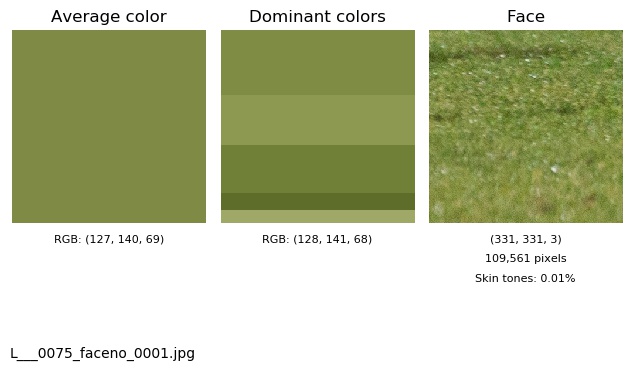 Average color
Dominant colors
Face
RGB: (127, 140, 69)
RGB: (128, 141, 68)
(331, 331, 3)
109,561 pixels
Skin tones: 0.01%
L___0075_faceno_0001.jpg